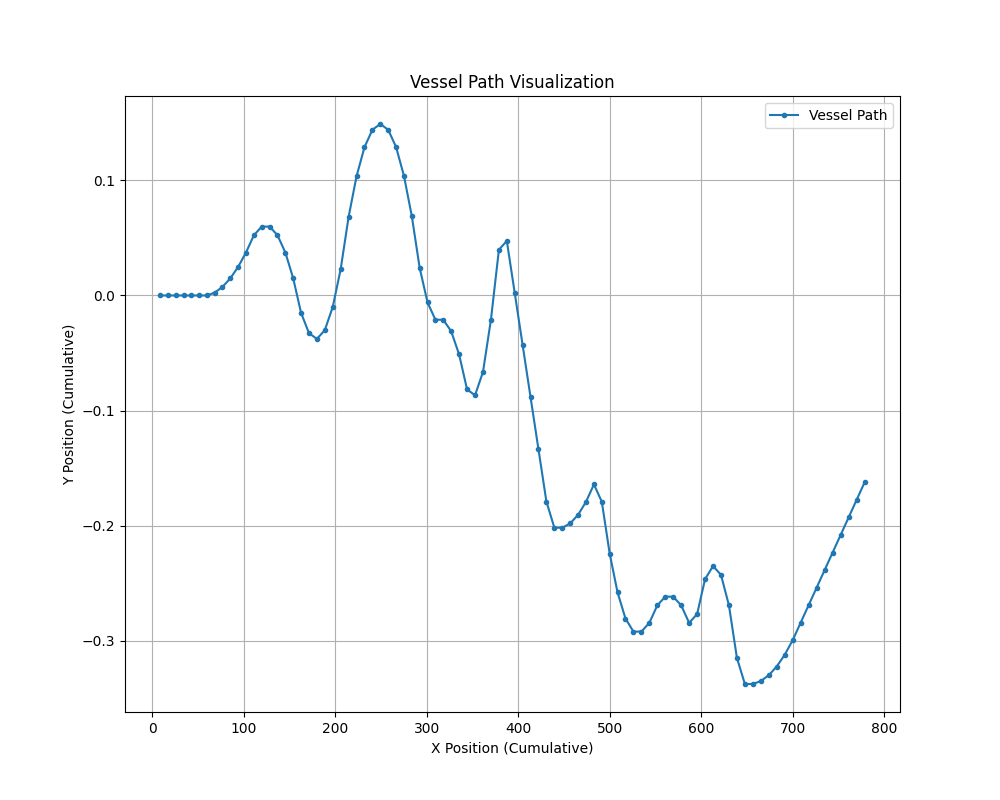 Vessel Path Visualization
Vessel Path
0.1
0.0
−0.1
−0.2
−0.3
Y Position (Cumulative)
0 100 200 300 400 500 600 700 800
X Position (Cumulative)